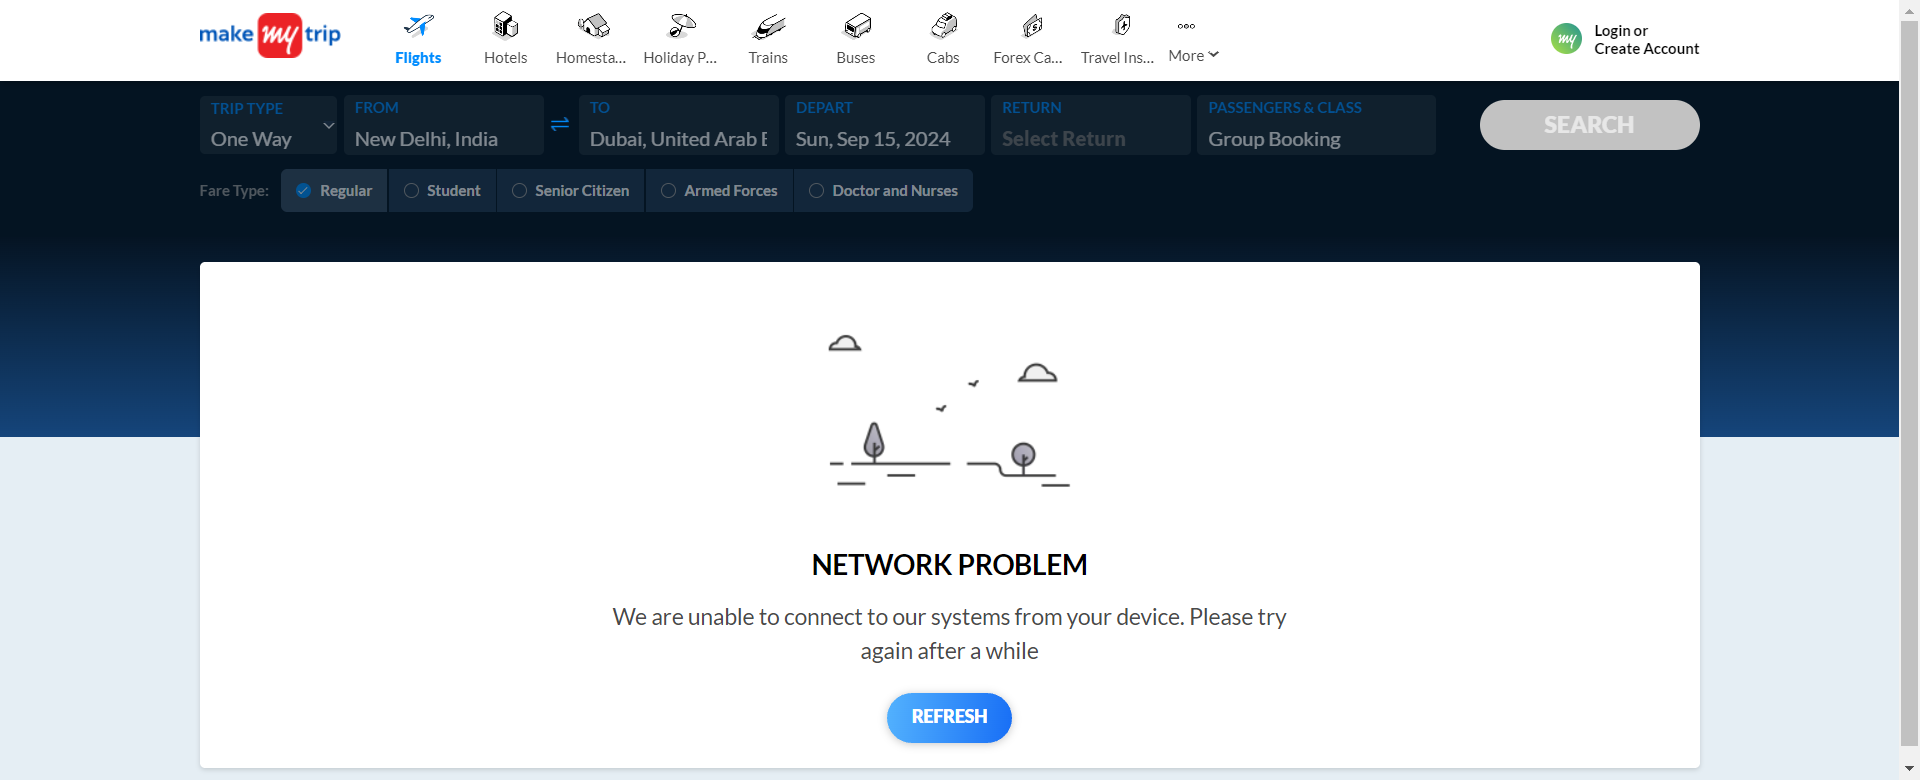 make my trip
Flights
Hotels
Homesta...
Holiday P...
Trains
Buses
Cabs
Forex Ca...
Travel Ins...
More
my
Login or
Create Account
TRIP TYPE
One Way
FROM
New Delhi, India
TO
Dubai, United Arab E
DEPART
Sun, Sep 15, 2024
RETURN
Select Return
PASSENGERS & CLASS
Group Booking
SEARCH
Fare Type:
Regular
Student
Senior Citizen
Armed Forces
Doctor and Nurses
NETWORK PROBLEM
We are unable to connect to our systems from your device. Please try
again after a while
REFRESH